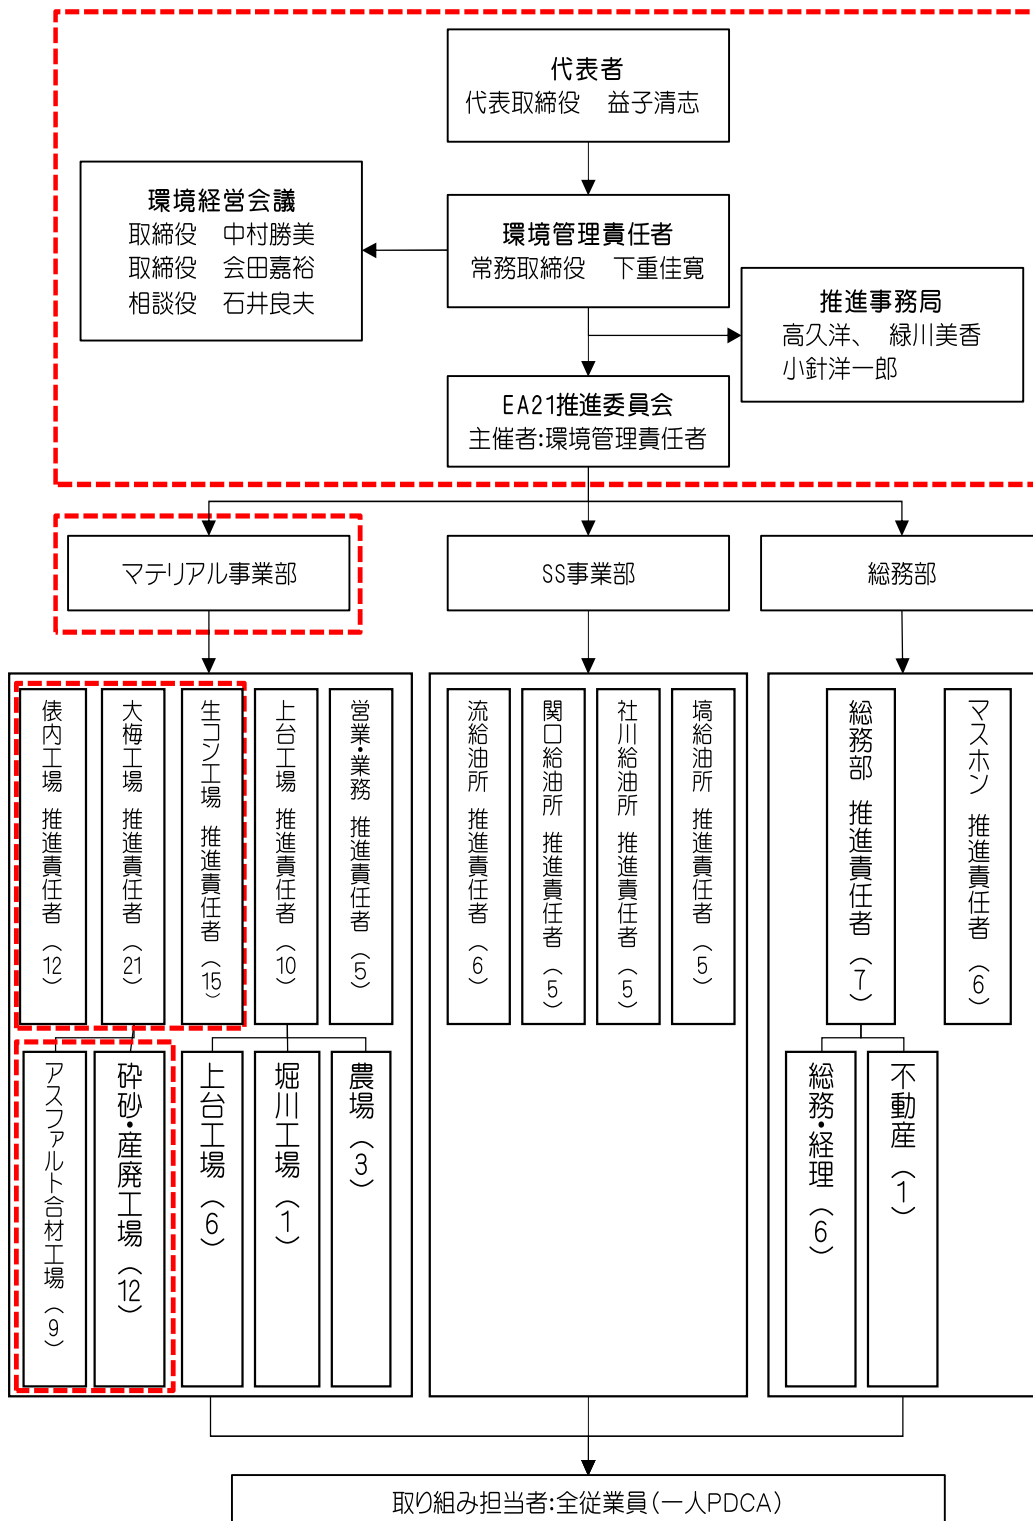 代表者
代表取締役　益子清志
環境経営会議
取締役　中村勝美
取締役　会田嘉裕
相談役　石井良夫
環境管理責任者
常務取締役　下重佳寛
推進事務局
高久洋、　緑川美香
小針洋一郎
EA21推進委員会
主催者:環境管理責任者
マテリアル事業部
SS事業部
総務部
俵内工場　推進責任者（12）
大梅工場　推進責任者（21）
生コン工場　推進責任者（15）
上台工場　推進責任者（10）
営業・業務　推進責任者（5）
流給油所　推進責任者（6）
関口給油所　推進責任者（5）
社川給油所　推進責任者（5）
塙給油所　推進責任者（5）
総務部　推進責任者（7）
マスホン　推進責任者（6）
アスファルト合材工場（9）
砕砂・産廃工場（12）
上台工場（6）
堀川工場（1）
農場（3）
総務・経理（6）
不動産（1）
取り組み担当者:全従業員(一人PDCA)